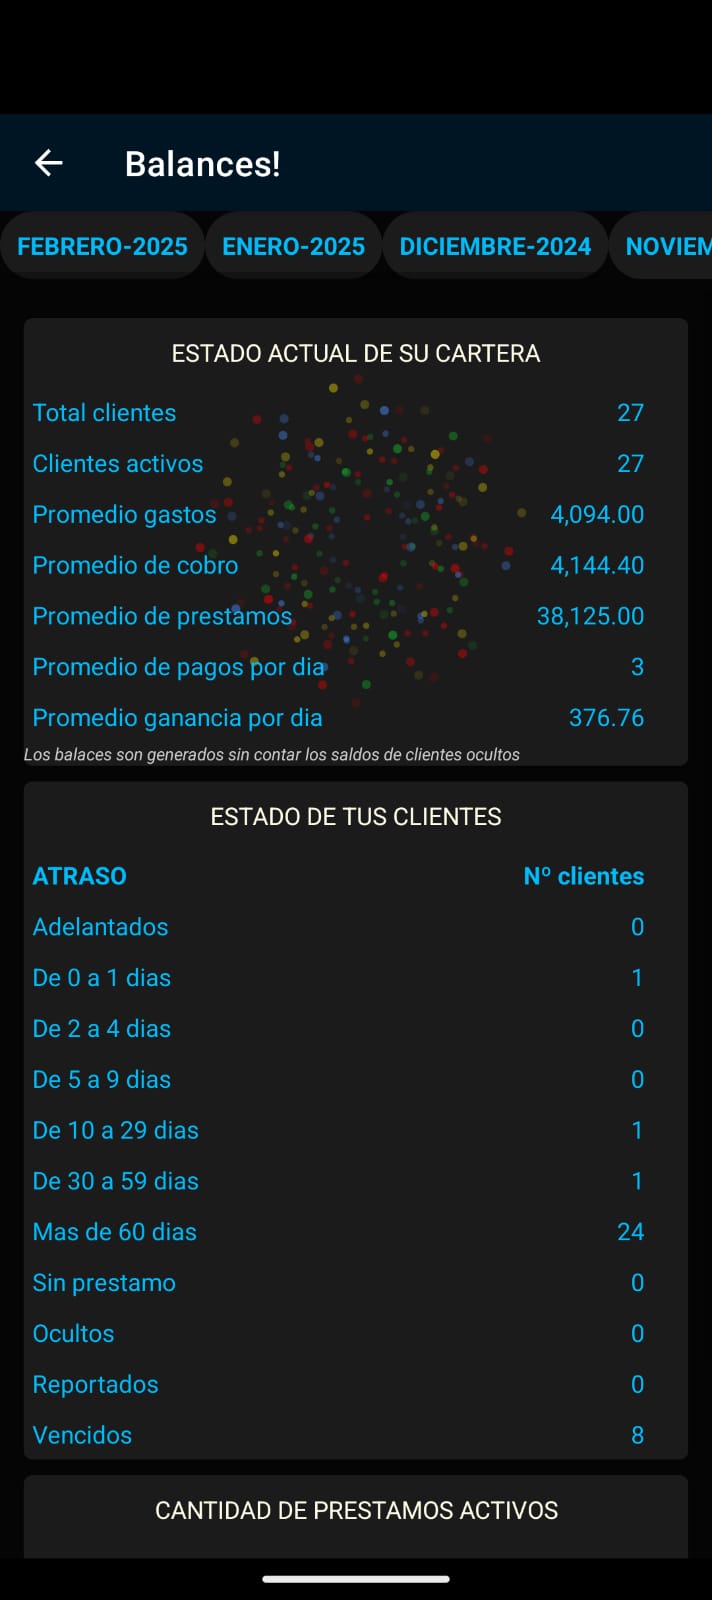 Balances!
FEBRERO-2025 ENERO-2025 DICIEMBRE-2024 NOVIEM
ESTADO ACTUAL DE SU CARTERA
Total clientes 27
Clientes activos 27
Promedio gastos 4,094.00
Promedio de cobro 4,144.40
Promedio de prestamos 38,125.00
Promedio de pagos por dia 3
Promedio ganancia por dia 376.76
Los balaces son generados sin contar los saldos de clientes ocultos
ESTADO DE TUS CLIENTES
ATRASO Nº clientes
Adelantados 0
De 0 a 1 dias 1
De 2 a 4 dias 0
De 5 a 9 dias 0
De 10 a 29 dias 1
De 30 a 59 dias 1
Mas de 60 dias 24
Sin prestamo 0
Ocultos 0
Reportados 0
Vencidos 8
CANTIDAD DE PRESTAMOS ACTIVOS